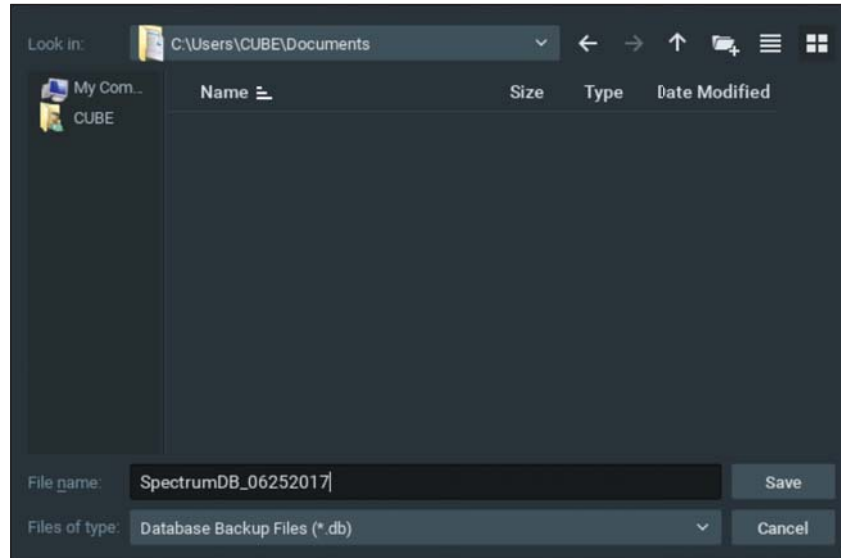 Look in: C:\Users\CUBE\Documents
My Com...
CUBE
Name Size Type Date Modified
File name: SpectrumDB_06252017
Save
Files of type: Database Backup Files (*.db)
Cancel